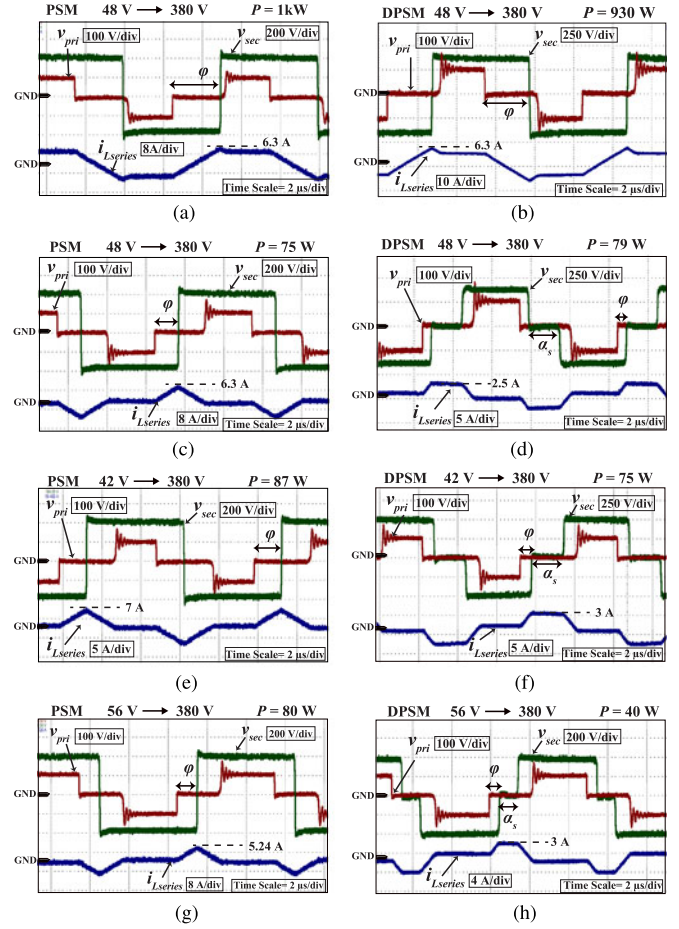 PSM 48 V → 380 V P = 1kW
v_pri 100 V/div v_sec 200 V/div
φ
GND
6.3 A
GND
i_Lseries 8A/div
Time Scale= 2 µs/div
(a)
DPSM 48 V → 380 V P = 930 W
v_pri 100 V/div v_sec 250 V/div
GND
φ
6.3 A
GND
i_Lseries 10 A/div
Time Scale= 2 µs/div
(b)
PSM 48 V → 380 V P = 75 W
v_pri 100 V/div v_sec 200 V/div
φ
GND
6.3 A
GND
i_Lseries 8 A/div
Time Scale= 2 µs/div
(c)
DPSM 48 V → 380 V P = 79 W
v_pri 100 V/div v_sec 250 V/div
φ
GND
α_s
2.5 A
GND
i_Lseries 5 A/div
Time Scale= 2 µs/div
(d)
PSM 42 V → 380 V P = 87 W
v_pri 100 V/div v_sec 200 V/div
φ
GND
7 A
GND
i_Lseries 5 A/div
Time Scale= 2 µs/div
(e)
DPSM 42 V → 380 V P = 75 W
v_pri 100 V/div v_sec 250 V/div
φ
GND
α_s
3 A
GND
i_Lseries 5 A/div
Time Scale= 2 µs/div
(f)
PSM 56 V → 380 V P = 80 W
v_pri 100 V/div v_sec 200 V/div
φ
GND
5.24 A
GND
i_Lseries 8 A/div
Time Scale= 2 µs/div
(g)
DPSM 56 V → 380 V P = 40 W
v_pri 100 V/div v_sec 200 V/div
φ
GND
α_s
3 A
GND
i_Lseries 4 A/div
Time Scale= 2 µs/div
(h)